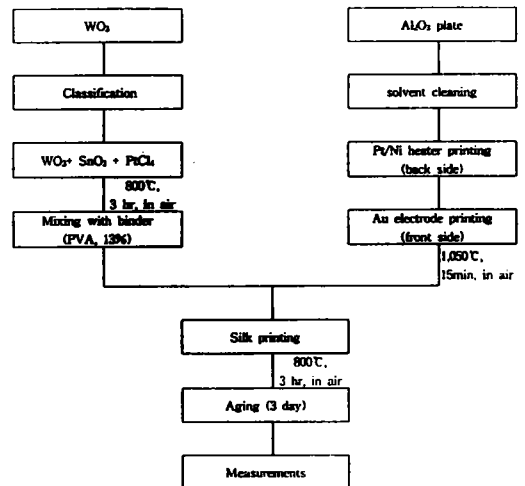 WO₃
Classification
WO₃+ SnO₂ + PtCl₄
800℃,
3 hr, in air
Mixing with binder
(PVA, 13%)
Al₂O₃ plate
solvent cleaning
Pt/Ni heater printing
(back side)
Au electrode printing
(front side)
1,050℃,
15min, in air
Silk printing
800℃,
3 hr, in air
Aging (3 day)
Measurements